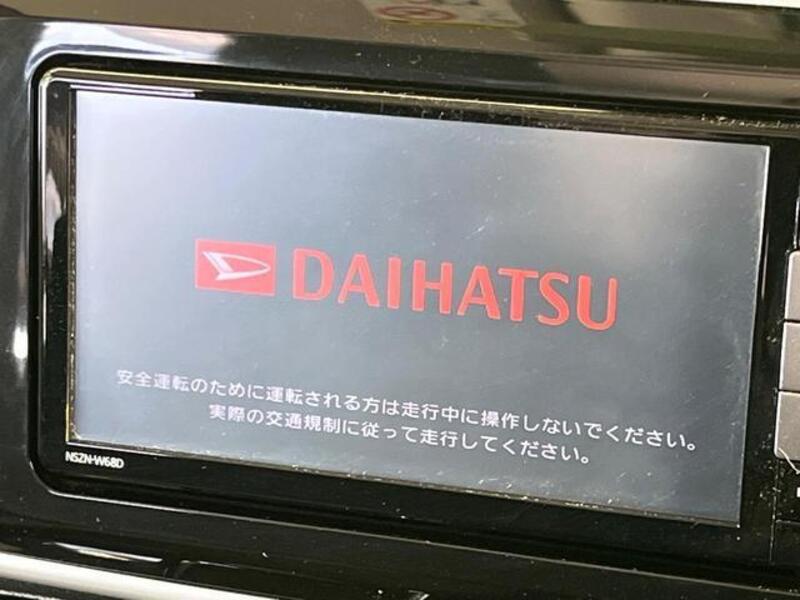 DAIHATSU
安全運転のために運転される方は走行中に操作しないでください。
実際の交通規制に従って走行してください。
NSZN-W68D